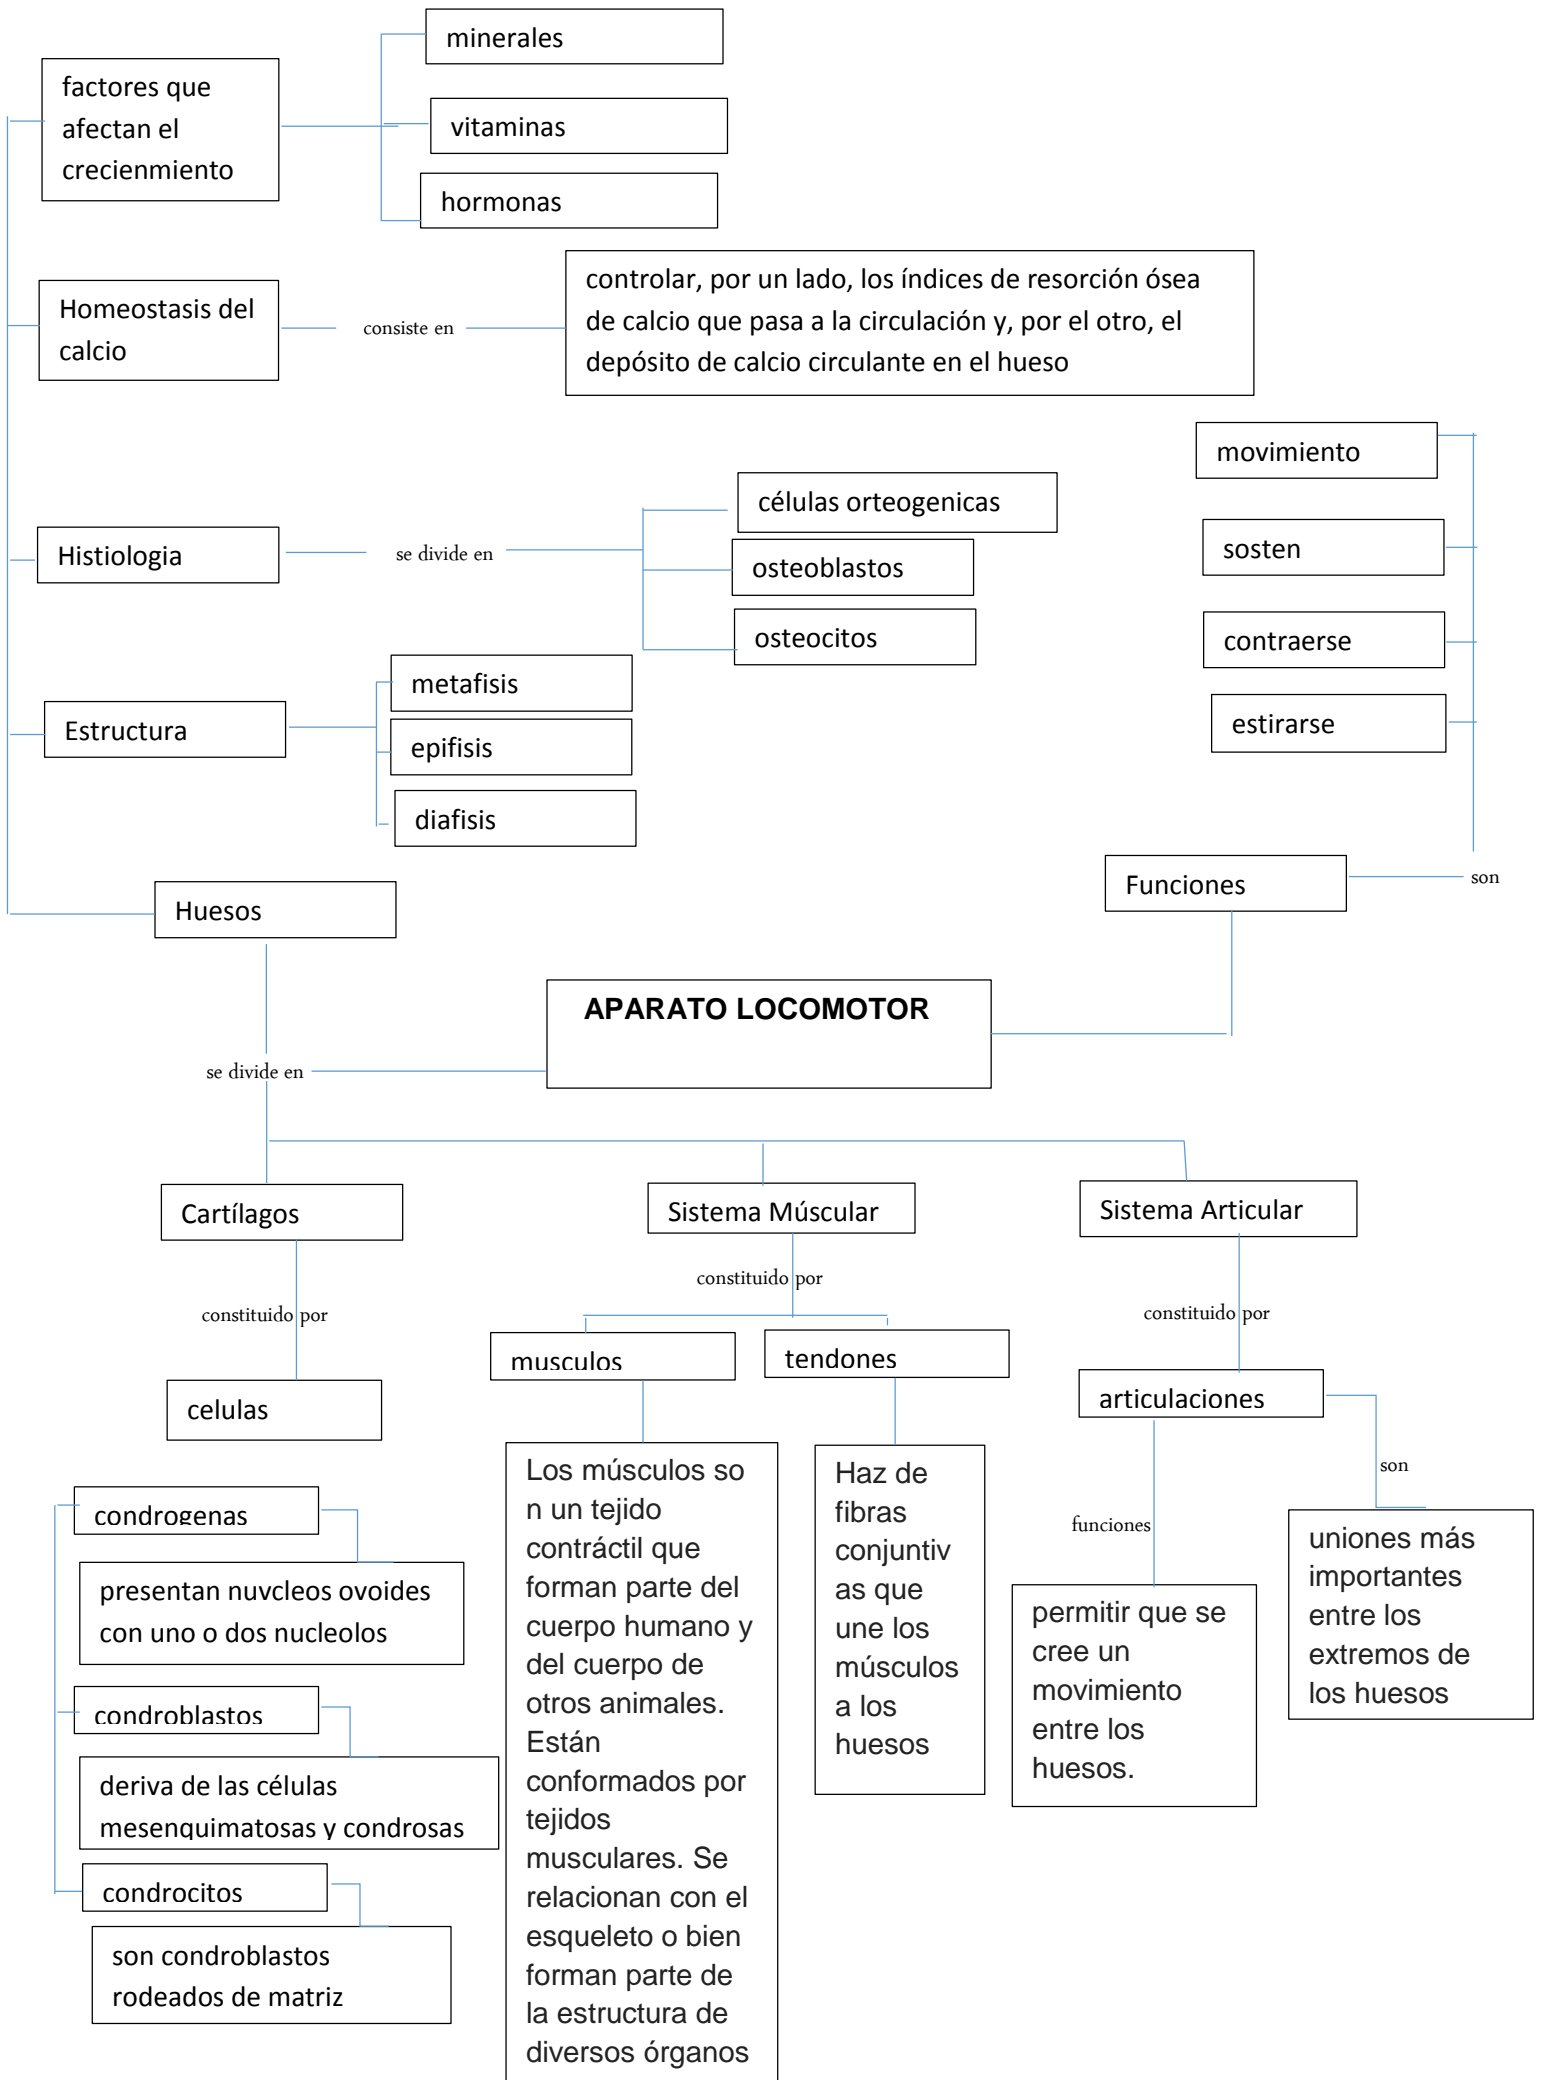 minerales
factores que
afectan el
crecienmiento
vitaminas
hormonas
controlar, por un lado, los índices de resorción ósea
de calcio que pasa a la circulación y, por el otro, el
depósito de calcio circulante en el hueso
Homeostasis del
calcio
consiste en
movimiento
células orteogenicas
sosten
Histiologia
se divide en
osteoblastos
osteocitos
contraerse
metafisis
estirarse
Estructura
epifisis
diafisis
Funciones
son
Huesos
APARATO LOCOMOTOR
se divide en
Cartílagos
Sistema Múscular
Sistema Articular
constituido por
constituido por
constituido por
musculos
tendones
articulaciones
celulas
condrogenas
presentan nuvcleos ovoides
con uno o dos nucleolos
condroblastos
deriva de las células
mesenquimatosas y condrosas
condrocitos
son condroblastos
rodeados de matriz
Los músculos so
n un tejido
contráctil que
forman parte del
cuerpo humano y
del cuerpo de
otros animales.
Están
conformados por
tejidos
musculares. Se
relacionan con el
esqueleto o bien
forman parte de
la estructura de
diversos órganos
Haz de
fibras
conjuntiv
as que
une los
músculos
a los
huesos
funciones
permitir que se
cree un
movimiento
entre los
huesos.
son
uniones más
importantes
entre los
extremos de
los huesos